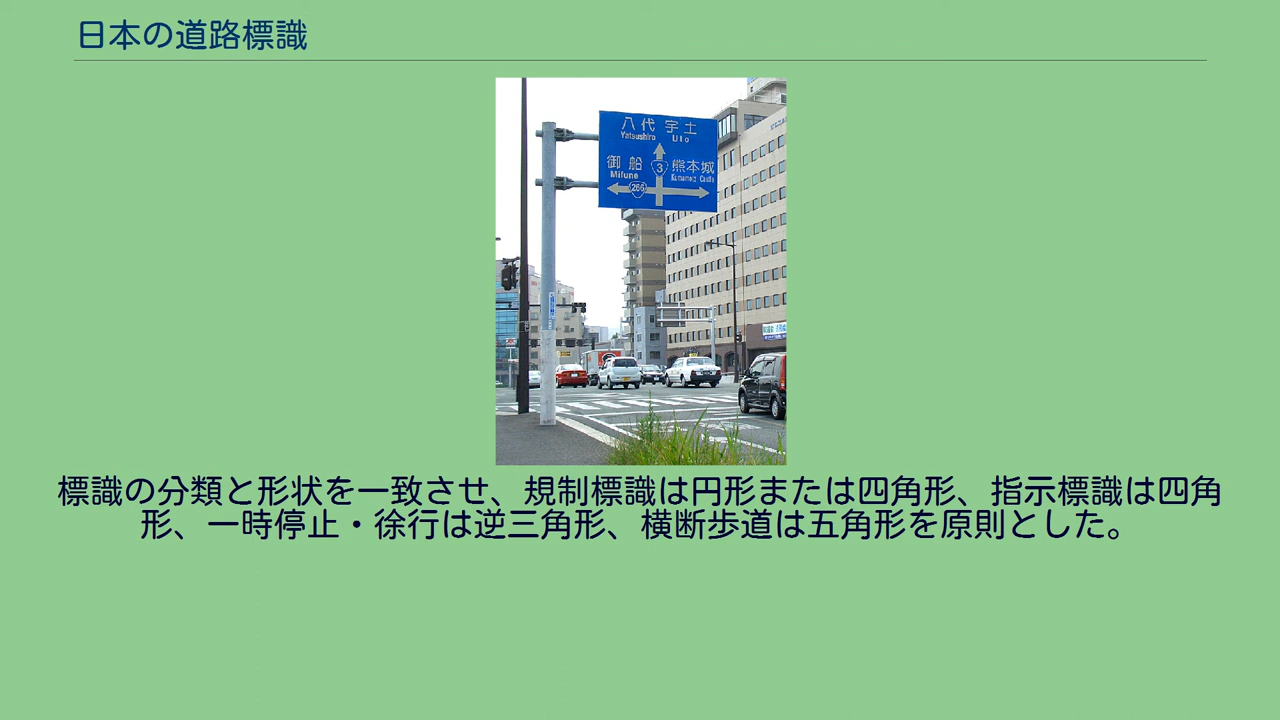 日本の道路標識
八代 宇土
Yatsushiro Uto
御船
Mifune
3
熊本城
Kumamoto Castle
266
標識の分類と形状を一致させ、規制標識は円形または四角形、指示標識は四角
形、一時停止・徐行は逆三角形、横断歩道は五角形を原則とした。